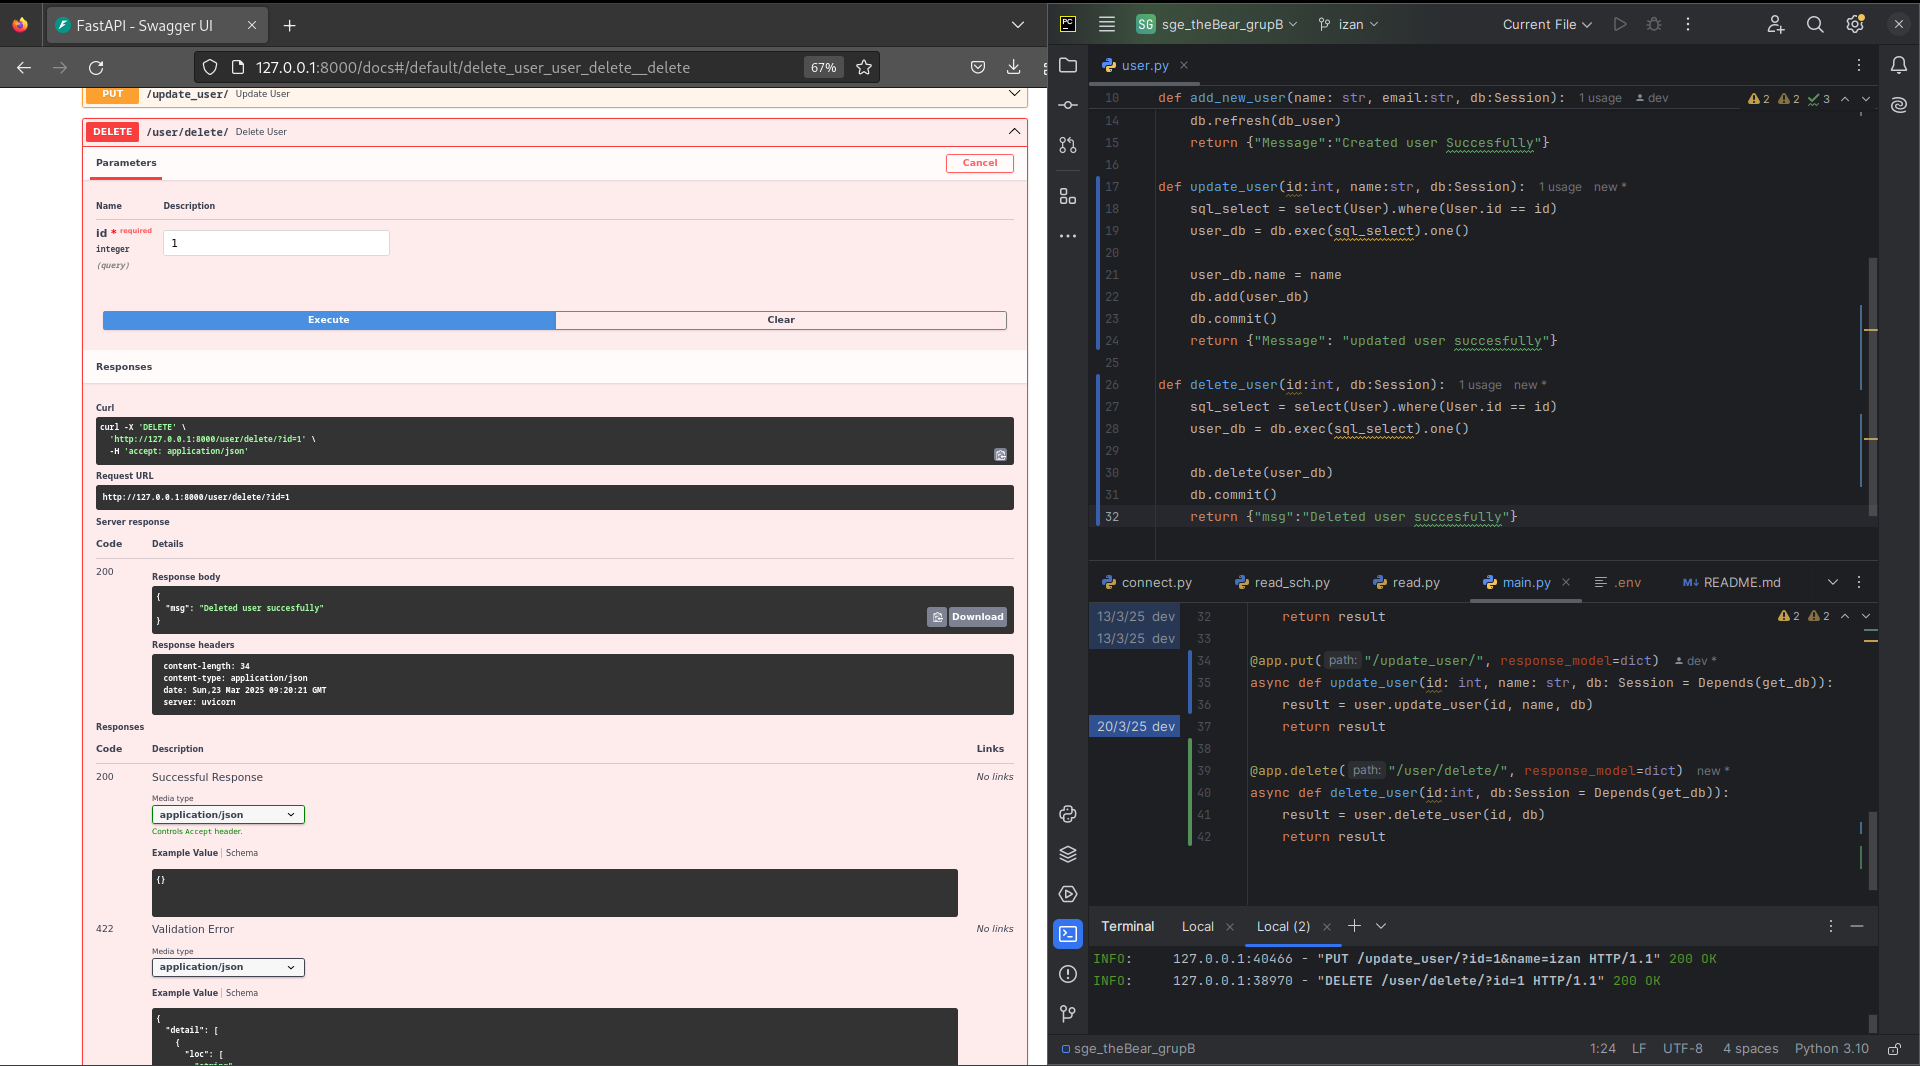 FastAPI - Swagger UI
127.0.0.1:8000/docs#/default/delete_user_user_delete__delete
67%
PUT /update_user/ Update User
DELETE /user/delete/ Delete User
Parameters
Cancel
Name Description
id * required
integer
(query)
1
Execute
Clear
Responses
Curl
curl -X 'DELETE' \
'http://127.0.0.1:8000/user/delete/?id=1' \
-H 'accept: application/json'
Request URL
http://127.0.0.1:8000/user/delete/?id=1
Server response
Code Details
200
Response body
{
"msg": "Deleted user succesfully"
}
Download
Response headers
content-length: 34
content-type: application/json
date: Sun,23 Mar 2025 09:20:21 GMT
server: uvicorn
Responses
Code Description Links
200 Successful Response No links
Media type
application/json
Controls Accept header.
Example Value | Schema
{}
422 Validation Error No links
Media type
application/json
Example Value | Schema
{
"detail": [
{
"loc": [
"string"
PC
SG sge_theBear_grupB
izan
Current File
user.py
10 def add_new_user(name: str, email:str, db:Session): 1 usage dev
2 2 3
14 db.refresh(db_user)
15 return {"Message":"Created user Succesfully"}
16
17 def update_user(id:int, name:str, db:Session): 1 usage new *
18 sql_select = select(User).where(User.id == id)
19 user_db = db.exec(sql_select).one()
20
21 user_db.name = name
22 db.add(user_db)
23 db.commit()
24 return {"Message": "updated user succesfully"}
25
26 def delete_user(id:int, db:Session): 1 usage new *
27 sql_select = select(User).where(User.id == id)
28 user_db = db.exec(sql_select).one()
29
30 db.delete(user_db)
31 db.commit()
32 return {"msg":"Deleted user succesfully"}
connect.py read_sch.py read.py main.py .env M↓ README.md
13/3/25 dev 32 return result
2 2
13/3/25 dev 33
34 @app.put( path: "/update_user/", response_model=dict) dev *
35 async def update_user(id: int, name: str, db: Session = Depends(get_db)):
36 result = user.update_user(id, name, db)
20/3/25 dev 37 return result
38
39 @app.delete( path: "/user/delete/", response_model=dict) new *
40 async def delete_user(id:int, db:Session = Depends(get_db)):
41 result = user.delete_user(id, db)
42 return result
Terminal Local Local (2)
INFO: 127.0.0.1:40466 - "PUT /update_user/?id=1&name=izan HTTP/1.1" 200 OK
INFO: 127.0.0.1:38970 - "DELETE /user/delete/?id=1 HTTP/1.1" 200 OK
sge_theBear_grupB
1:24 LF UTF-8 4 spaces Python 3.10